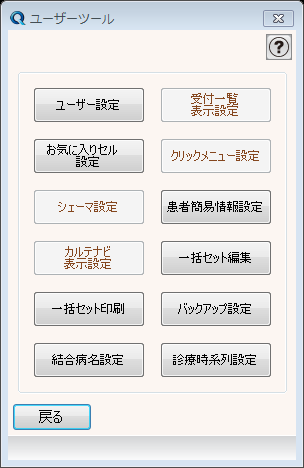 ユーザーツール
?
ユーザー設定
受付一覧
表示設定
お気に入りセル
設定
クリックメニュー設定
シェーマ設定
患者簡易情報設定
カルテナビ
表示設定
一括セット編集
一括セット印刷
バックアップ設定
結合病名設定
診療時系列設定
戻る